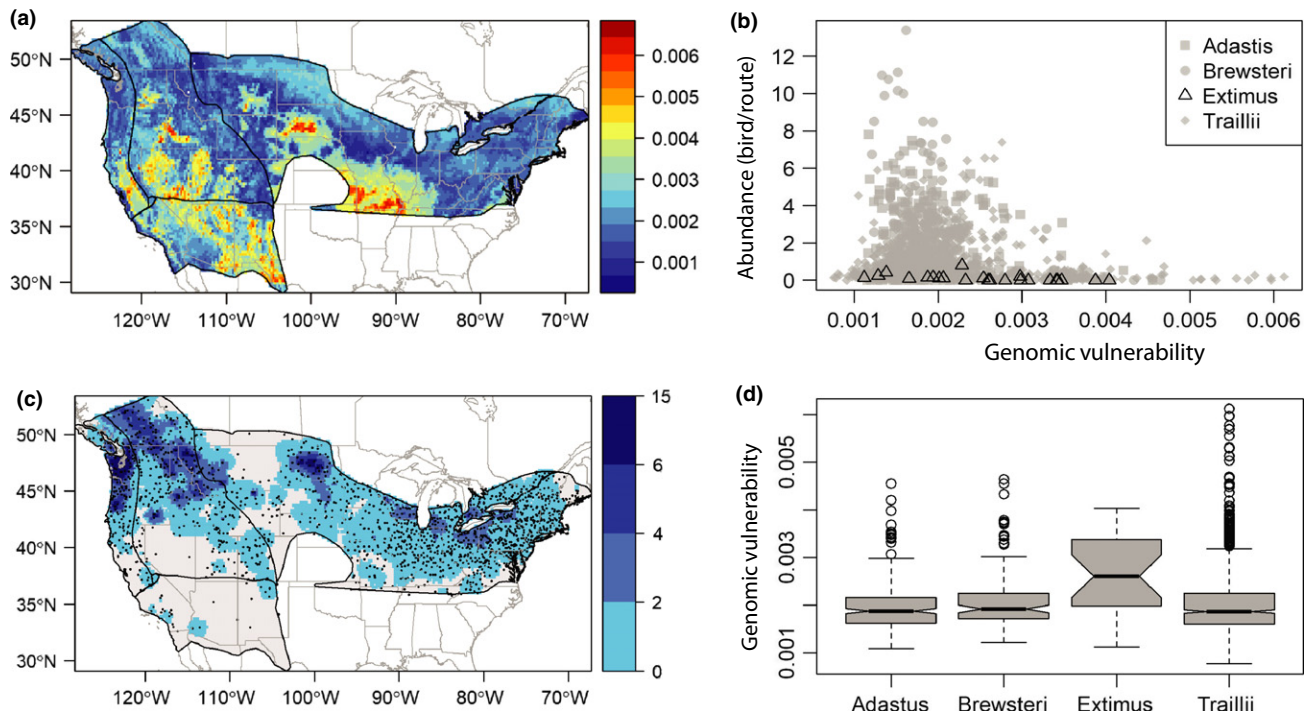 (a)
50°N
45°N
40°N
35°N
30°N
120°W 110°W 100°W 90°W 80°W 70°W
0.006
0.005
0.004
0.003
0.002
0.001
(b)
Abundance (bird/route)
12
10
8
6
4
2
0
0.001 0.002 0.003 0.004 0.005 0.006
Genomic vulnerability
Adastis
Brewsteri
Extimus
Traillii
(c)
50°N
45°N
40°N
35°N
30°N
120°W 110°W 100°W 90°W 80°W 70°W
15
6
4
2
0
(d)
Genomic vulnerability
0.005
0.003
0.001
Adastus Brewsteri Extimus Traillii